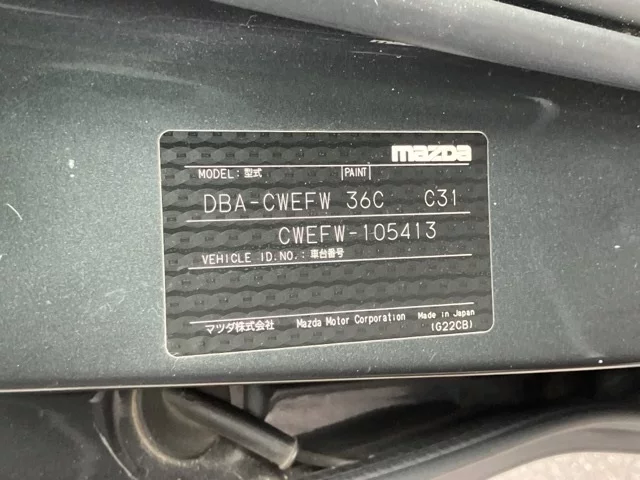 mazda
MODEL: 型式 PAINT
DBA-CWEFW 36C C31
CWEFW-105413
VEHICLE ID.NO.: 車台番号
マツダ株式会社 Mazda Motor Corporation Made in Japan
(G22CB)